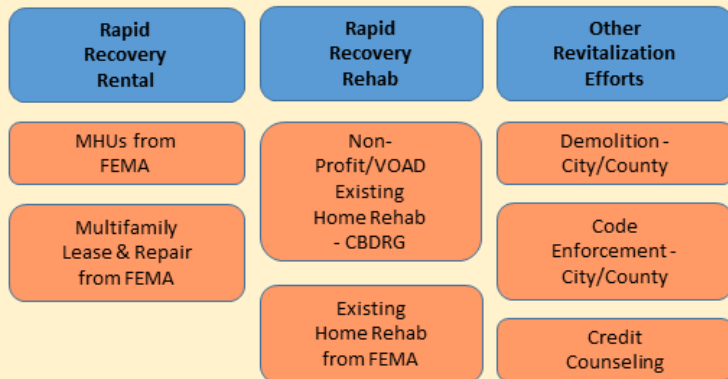 Rapid
Recovery
Rental
MHUs from
FEMA
Multifamily
Lease & Repair
from FEMA
Rapid
Recovery
Rehab
Non-
Profit/VOAD
Existing
Home Rehab
- CBDRG
Existing
Home Rehab
from FEMA
Other
Revitalization
Efforts
Demolition -
City/County
Code
Enforcement -
City/County
Credit
Counseling